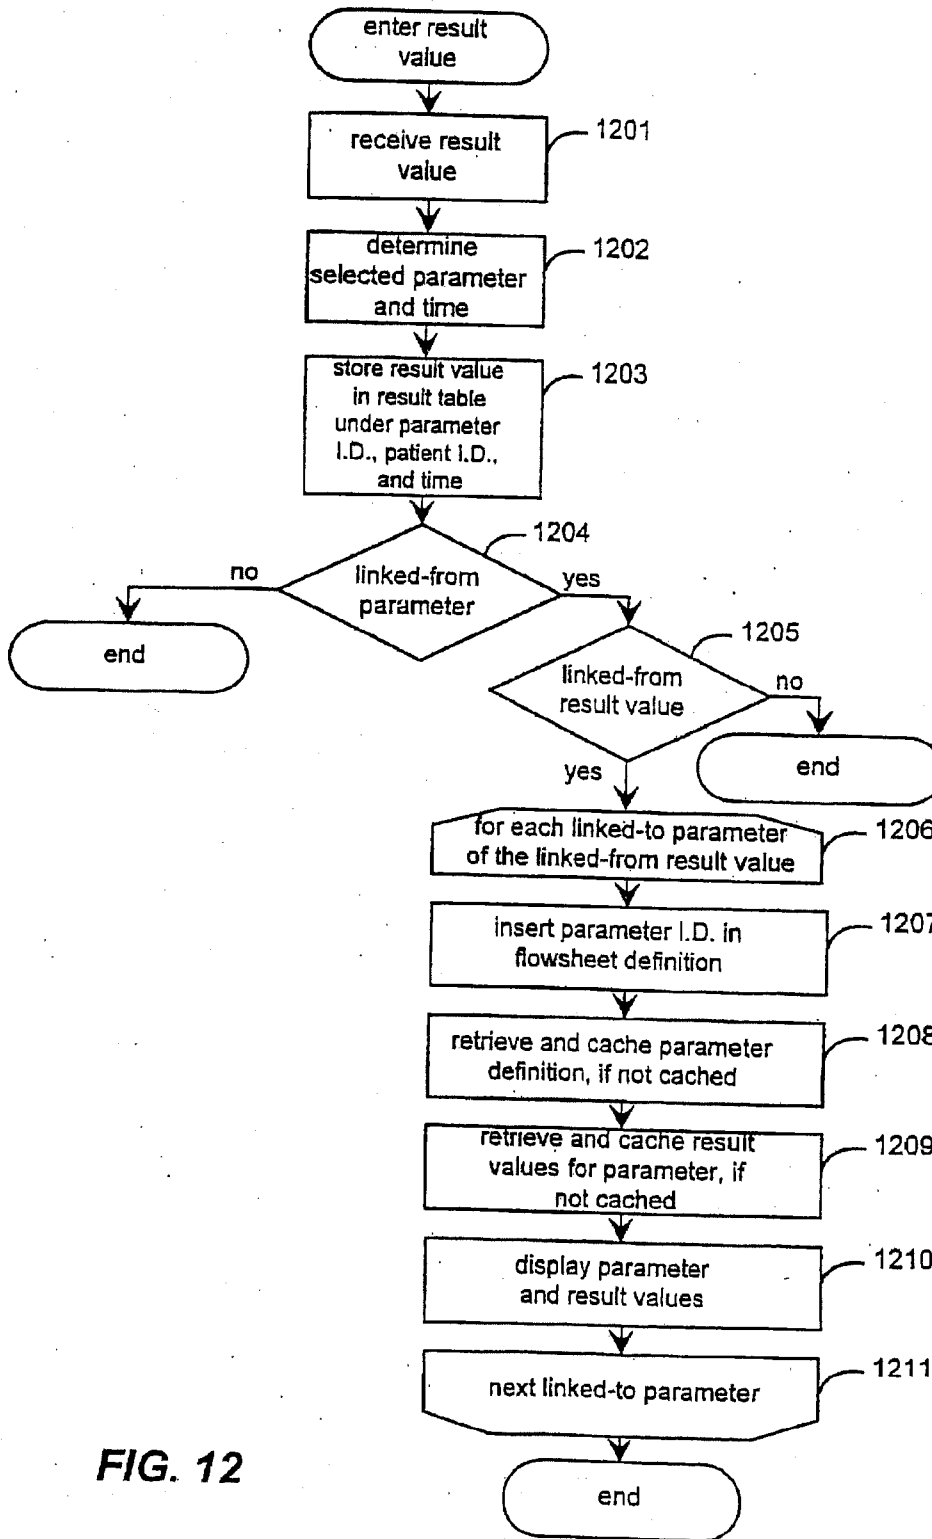 enter result
value
receive result
value
1201
determine
selected parameter
and time
1202
store result value
in result table
under parameter
I.D., patient I.D.,
and time
1203
linked-from
parameter
1204
no
yes
end
linked-from
result value
1205
no
yes
end
for each linked-to parameter
of the linked-from result value
1206
insert parameter I.D. in
flowsheet definition
1207
retrieve and cache parameter
definition, if not cached
1208
retrieve and cache result
values for parameter, if
not cached
1209
display parameter
and result values
1210
next linked-to parameter
1211
end
FIG. 12